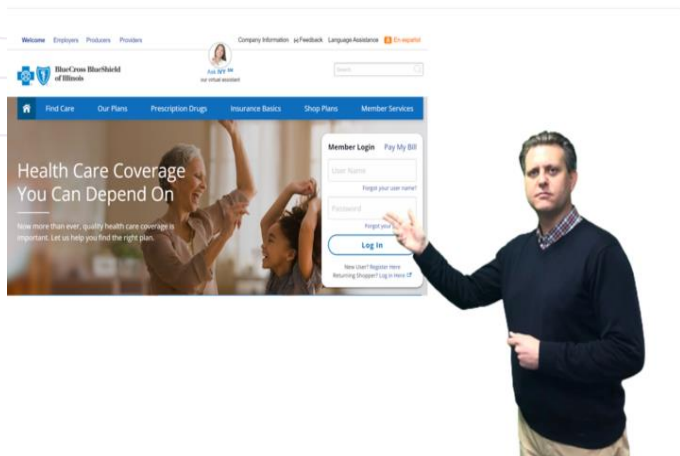 Welcome Employers Producers Providers
Company Information Feedback Language Assistance En español
BlueCross BlueShield
of Illinois
Ask IVY SM
our virtual assistant
Search
Find Care Our Plans Prescription Drugs Insurance Basics Shop Plans Member Services
Health Care Coverage
You Can Depend On
Now more than ever, quality health care coverage is
important. Let us help you find the right plan.
Member Login Pay My Bill
User Name
Forgot your user name?
Password
Forgot your
Log In
New User? Register Here
Returning Shopper? Log in Here